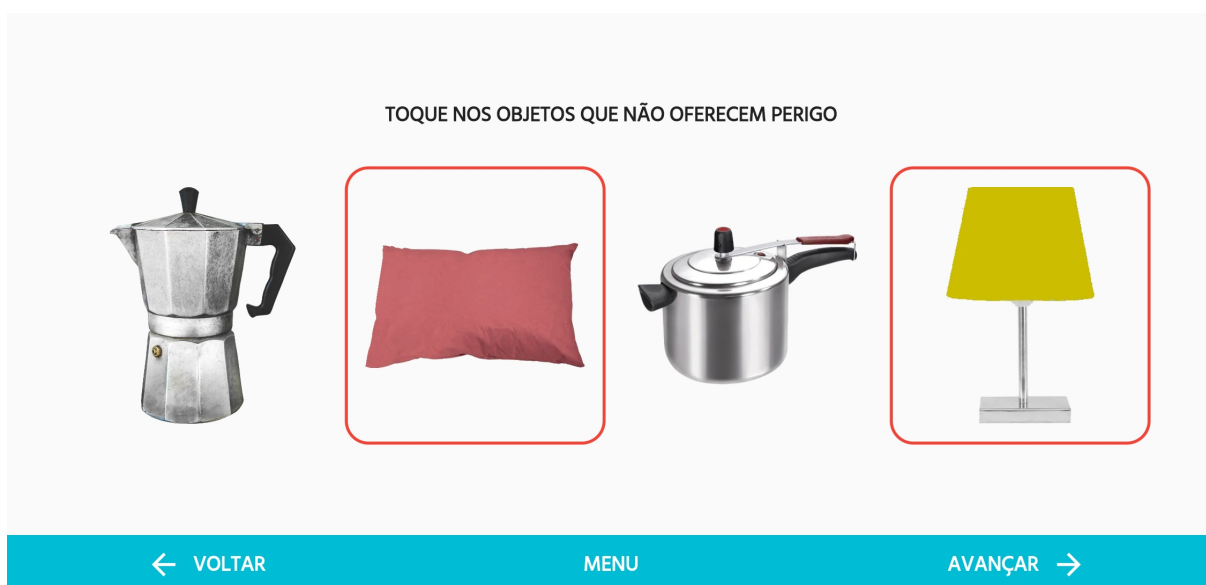 TOQUE NOS OBJETOS QUE NÃO OFERECEM PERIGO
← VOLTAR
MENU
AVANÇAR →